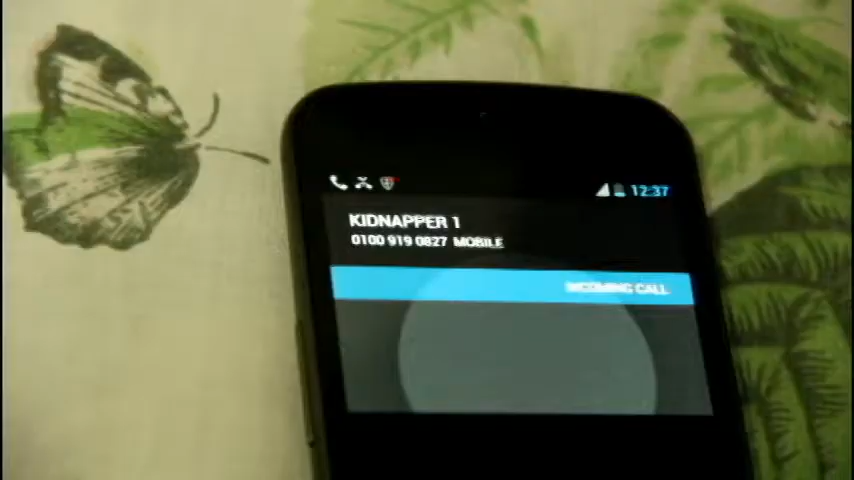 12:37
KIDNAPPER 1
0100 919 0827 MOBILE
INCOMING CALL